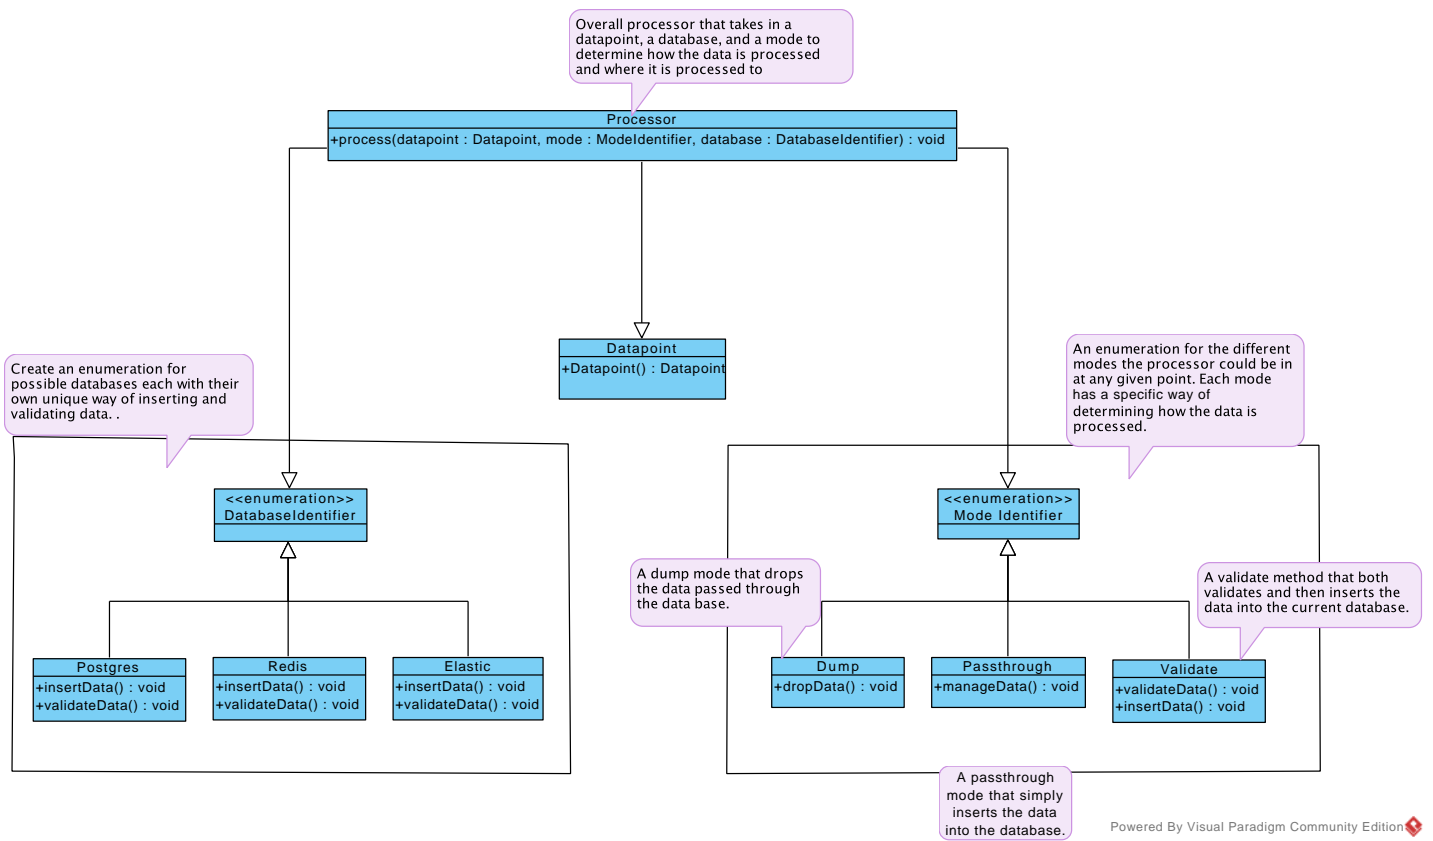 Overall processor that takes in a
datapoint, a database, and a mode to
determine how the data is processed
and where it is processed to
Processor
+process(datapoint : Datapoint, mode : ModeIdentifier, database : DatabaseIdentifier) : void
Datapoint
+Datapoint() : Datapoint
Create an enumeration for
possible databases each with their
own unique way of inserting and
validating data. .
An enumeration for the different
modes the processor could be in
at any given point. Each mode
has a specific way of
determining how the data is
processed.
<<enumeration>>
DatabaseIdentifier
<<enumeration>>
Mode Identifier
A dump mode that drops
the data passed through
the data base.
A validate method that both
validates and then inserts the
data into the current database.
Postgres
+insertData() : void
+validateData() : void
Redis
+insertData() : void
+validateData() : void
Elastic
+insertData() : void
+validateData() : void
Dump
+dropData() : void
Passthrough
+manageData() : void
Validate
+validateData() : void
+insertData() : void
A passthrough
mode that simply
inserts the data
into the database.
Powered By Visual Paradigm Community Edition